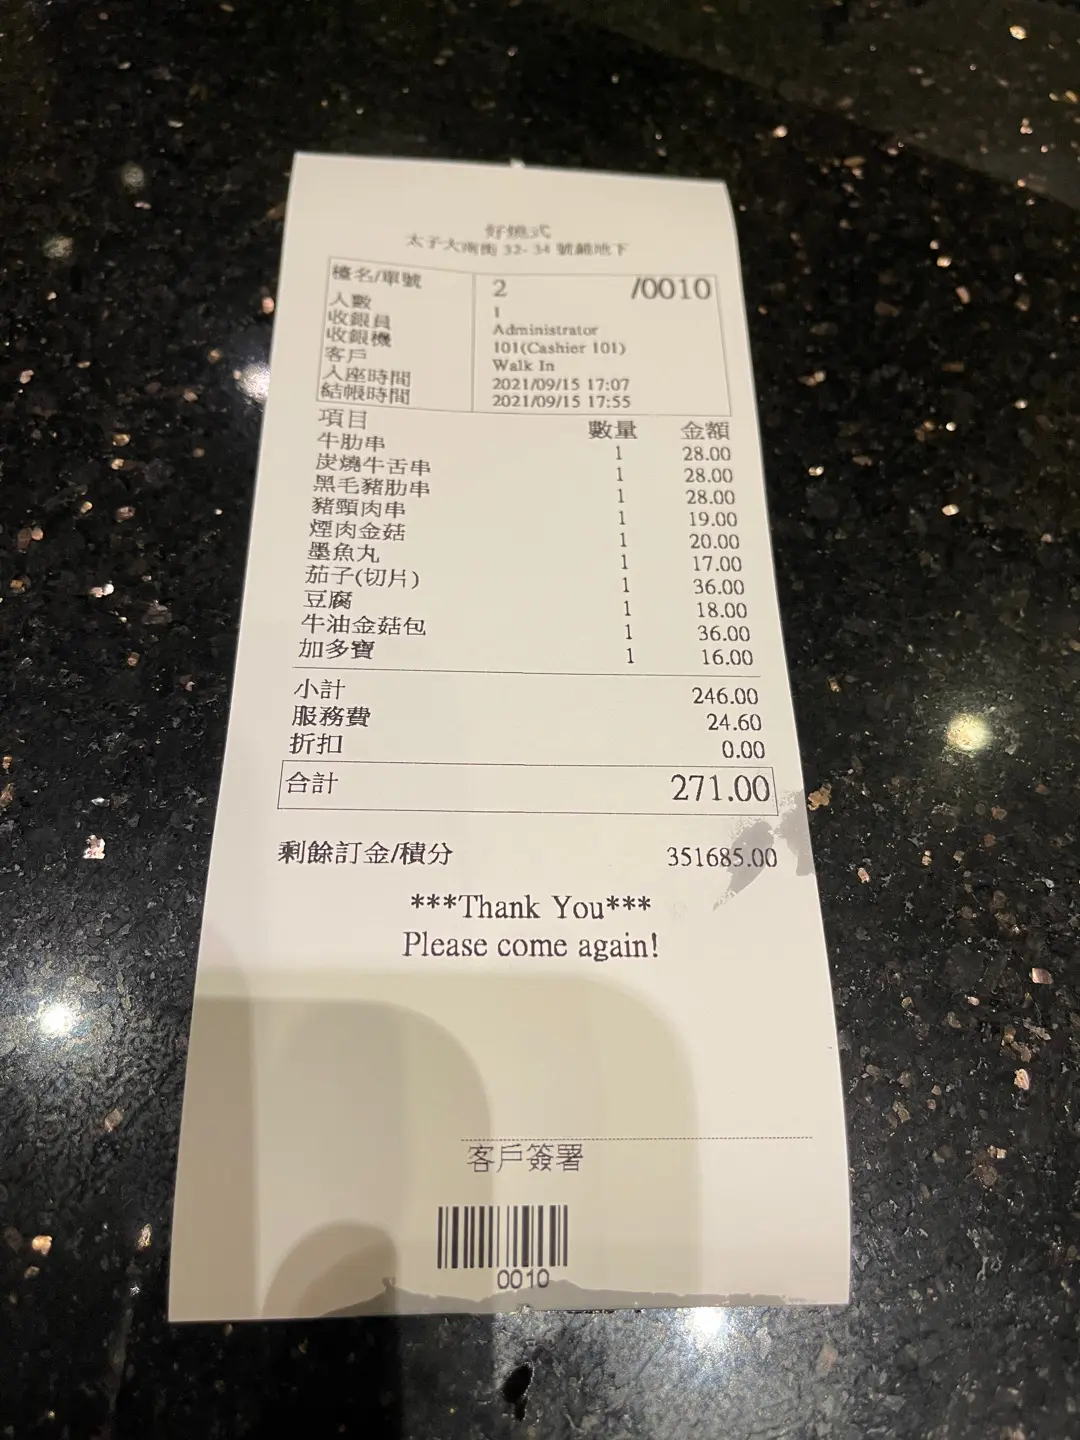 好燒式
太子大南街 32- 34 號舖地下
檯名/單號 2 /0010
人數 1
收銀員 Administrator
收銀機 101(Cashier 101)
客戶 Walk In
入座時間 2021/09/15 17:07
結帳時間 2021/09/15 17:55
項目 數量 金額
牛肋串 1 28.00
炭燒牛舌串 1 28.00
黑毛豬肋串 1 28.00
豬頸肉串 1 19.00
煙肉金菇 1 20.00
墨魚丸 1 17.00
茄子(切片) 1 36.00
豆腐 1 18.00
牛油金菇包 1 36.00
加多寶 1 16.00
小計 246.00
服務費 24.60
折扣 0.00
合計 271.00
剩餘訂金/積分 351685.00
***Thank You***
Please come again!
客戶簽署
0010